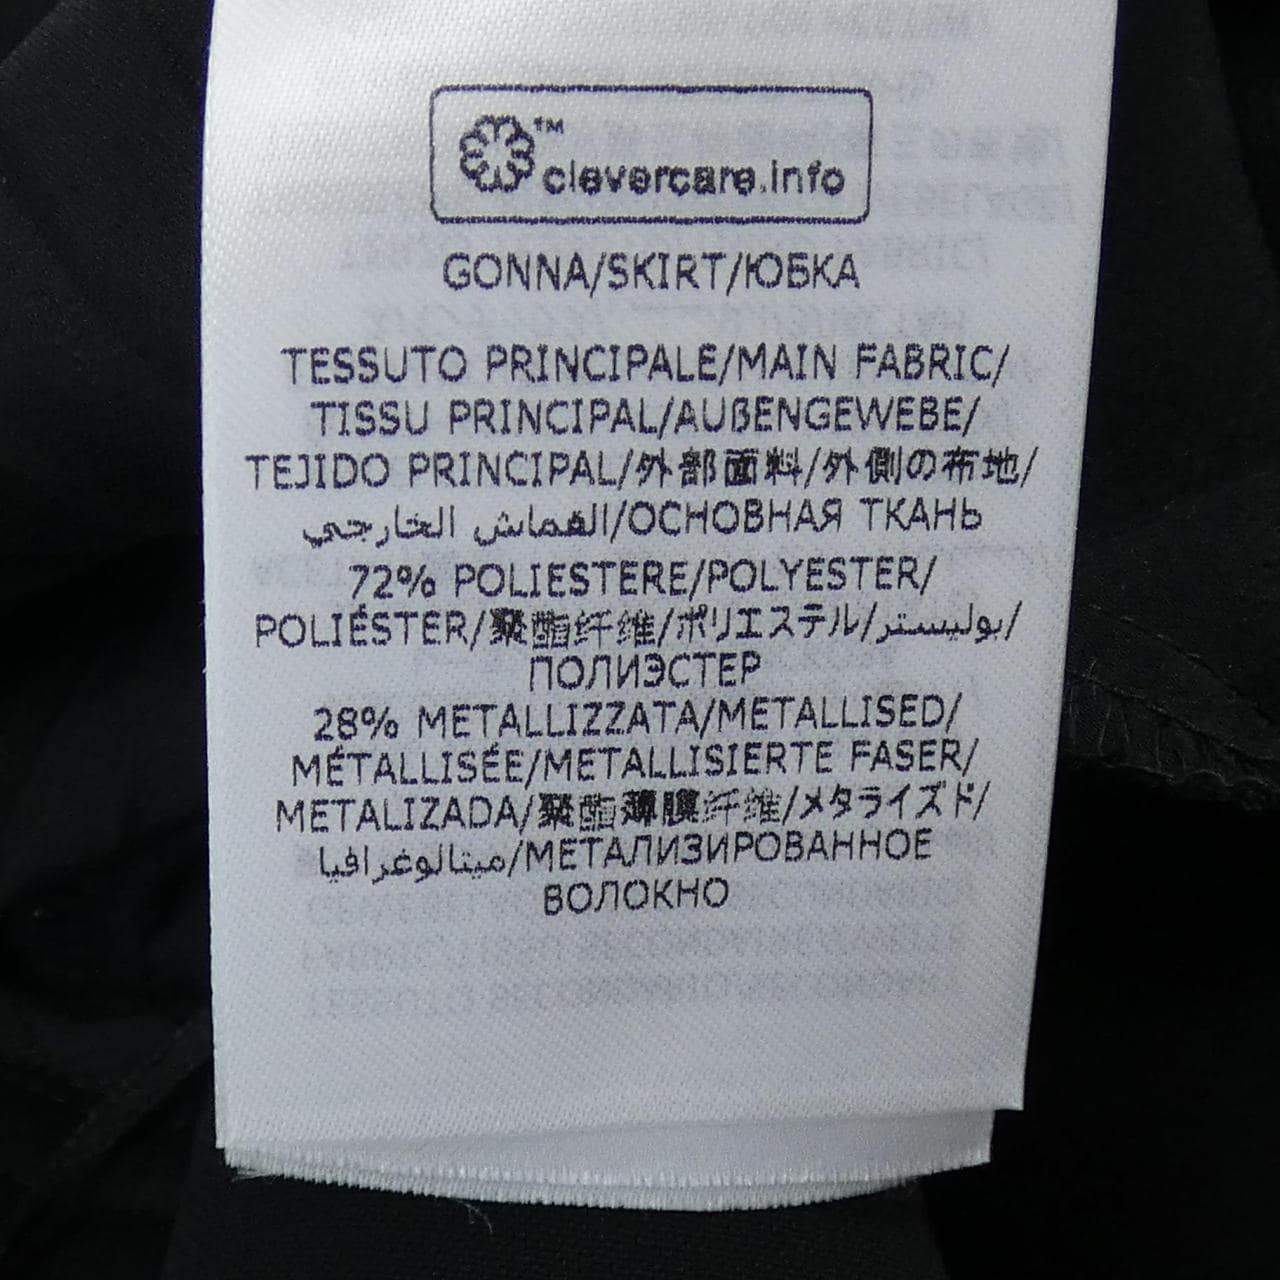 ™
clevercare.info
GONNA/SKIRT/ЮБКА
TESSUTO PRINCIPALE/MAIN FABRIC/
TISSU PRINCIPAL/AUßENGEWEBE/
TEJIDO PRINCIPAL/外部面料/外側の布地/
القماش الخارجي/ОСНОВНАЯ ТКАНЬ
72% POLIESTERE/POLYESTER/
POLIÉSTER/聚酯纤维/ポリエステル/بوليستر/
ПОЛИЭСТЕР
28% METALLIZZATA/METALLISED/
MÉTALLISÉE/METALLISIERTE FASER/
METALIZADA/聚酯薄膜纤维/メタライズド/
ميتالوغرافيا/МЕТАЛИЗИРОВАННОЕ
ВОЛОКНО